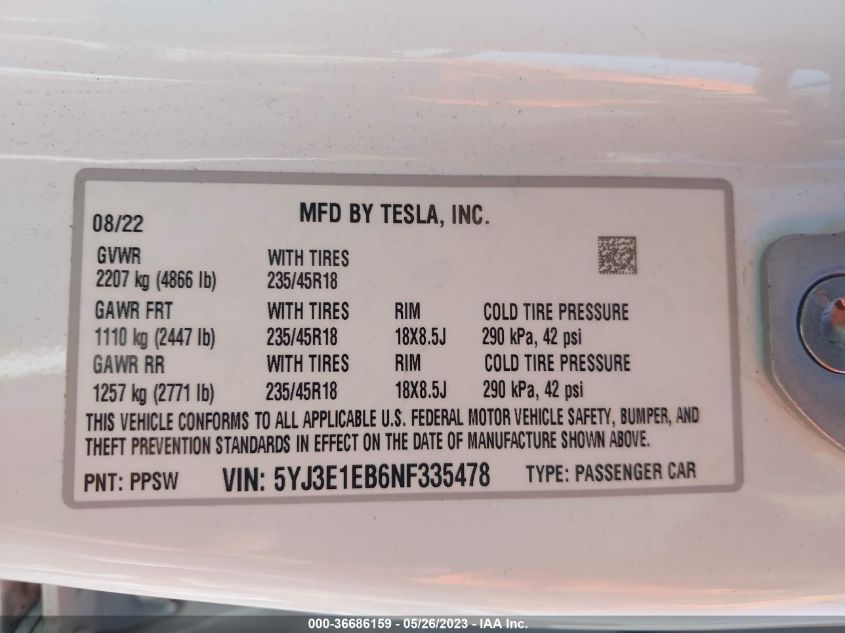 08/22 MFD BY TESLA, INC.
GVWR WITH TIRES
2207 kg (4866 lb) 235/45R18
GAWR FRT WITH TIRES RIM COLD TIRE PRESSURE
1110 kg (2447 lb) 235/45R18 18X8.5J 290 kPa, 42 psi
GAWR RR WITH TIRES RIM COLD TIRE PRESSURE
1257 kg (2771 lb) 235/45R18 18X8.5J 290 kPa, 42 psi
THIS VEHICLE CONFORMS TO ALL APPLICABLE U.S. FEDERAL MOTOR VEHICLE SAFETY, BUMPER, AND
THEFT PREVENTION STANDARDS IN EFFECT ON THE DATE OF MANUFACTURE SHOWN ABOVE.
PNT: PPSW VIN: 5YJ3E1EB6NF335478 TYPE: PASSENGER CAR
000-36686159 - 05/26/2023 - IAA Inc.